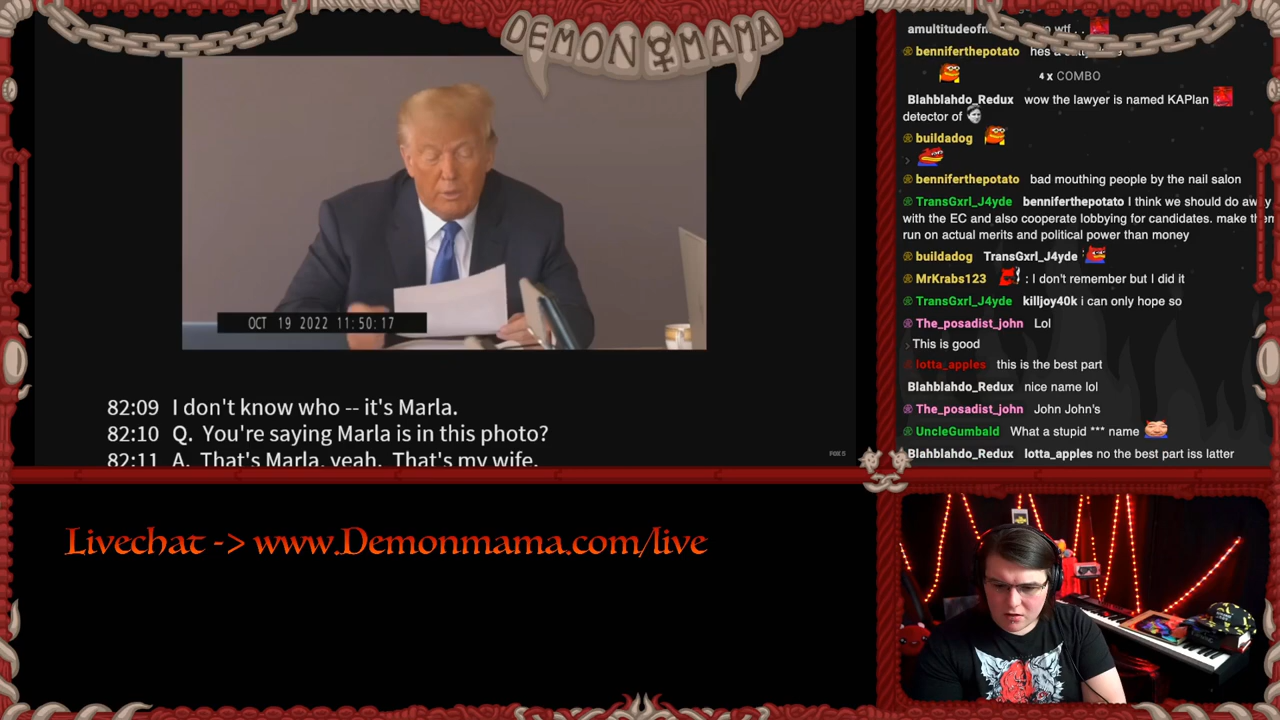 DEMON MAMA
OCT 19 2022 11:50:17
82:09 I don't know who -- it's Marla.
82:10 Q. You're saying Marla is in this photo?
82:11 A. That's Marla, yeah. That's my wife.
FOX 5
Livechat -> www.Demonmama.com/live
wtf . .
benniferthepotato hes a
4 x COMBO
Blahblahdo_Redux wow the lawyer is named KAPlan
detector of
buildadog
benniferthepotato bad mouthing people by the nail salon
TransGxrl_J4yde benniferthepotato I think we should do away
with the EC and also cooperate lobbying for candidates. make them
run on actual merits and political power than money
buildadog TransGxrl_J4yde
MrKrabs123 : I don't remember but I did it
TransGxrl_J4yde killjoy40k i can only hope so
The_posadist_john Lol
This is good
lotta_apples this is the best part
Blahblahdo_Redux nice name lol
The_posadist_john John John's
UncleGumbald What a stupid *** name
Blahblahdo_Redux lotta_apples no the best part iss latter